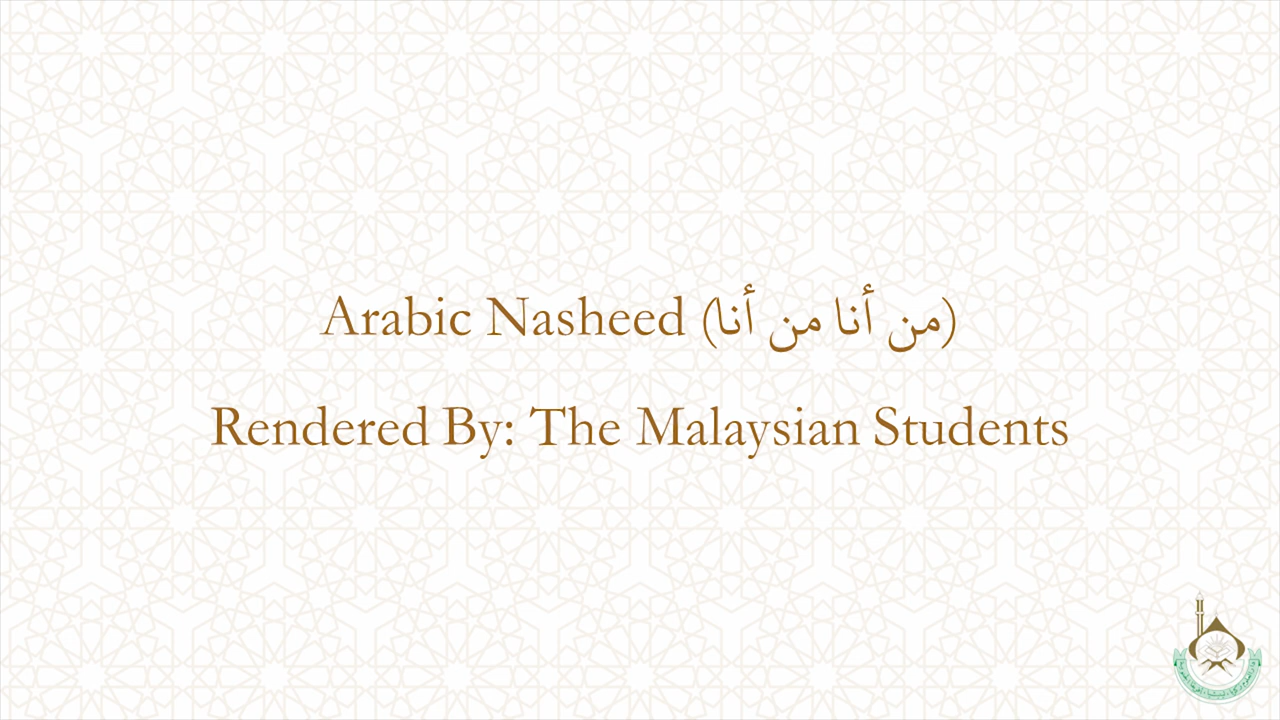 Arabic Nasheed (من أنا من أنا)
Rendered By: The Malaysian Students